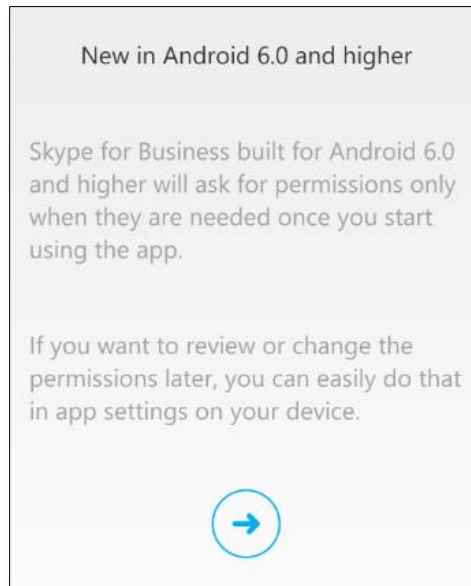 New in Android 6.0 and higher
Skype for Business built for Android 6.0
and higher will ask for permissions only
when they are needed once you start
using the app.
If you want to review or change the
permissions later, you can easily do that
in app settings on your device.